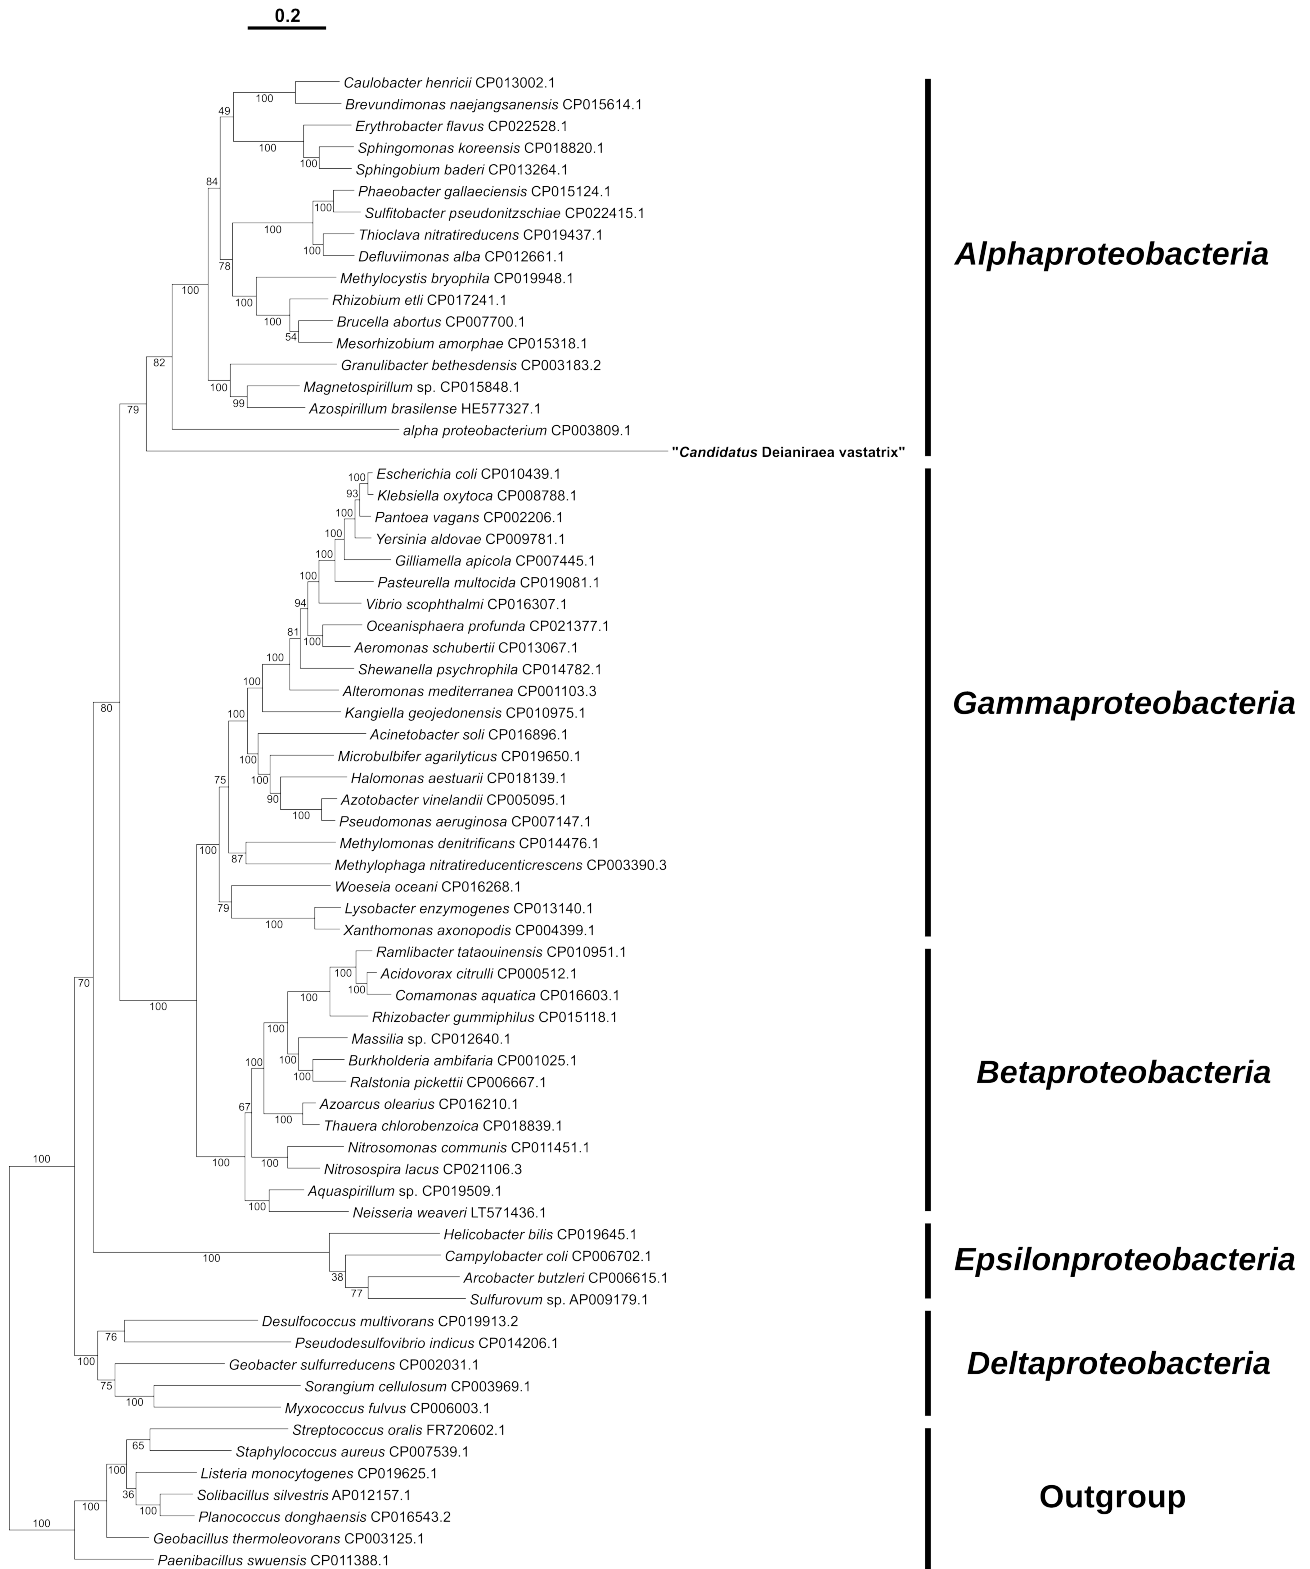 0.2
Caulobacter henricii CP013002.1
Brevundimonas naejangsanensis CP015614.1
Erythrobacter flavus CP022528.1
Sphingomonas koreensis CP018820.1
Sphingobium baderi CP013264.1
Phaeobacter gallaeciensis CP015124.1
Sulfitobacter pseudonitzschiae CP022415.1
Thioclava nitratireducens CP019437.1
Defluviimonas alba CP012661.1
Methylocystis bryophila CP019948.1
Rhizobium etli CP017241.1
Brucella abortus CP007700.1
Mesorhizobium amorphae CP015318.1
Granulibacter bethesdensis CP003183.2
Magnetospirillum sp. CP015848.1
Azospirillum brasilense HE577327.1
alpha proteobacterium CP003809.1
"Candidatus Deianiraea vastatrix"
Alphaproteobacteria
100
49
100
100
84
100
100
100
78
100
100
54
100
100
99
82
79
Escherichia coli CP010439.1
Klebsiella oxytoca CP008788.1
Pantoea vagans CP002206.1
Yersinia aldovae CP009781.1
Gilliamella apicola CP007445.1
Pasteurella multocida CP019081.1
Vibrio scophthalmi CP016307.1
Oceanisphaera profunda CP021377.1
Aeromonas schubertii CP013067.1
Shewanella psychrophila CP014782.1
Alteromonas mediterranea CP001103.3
Kangiella geojedonensis CP010975.1
Acinetobacter soli CP016896.1
Microbulbifer agarilyticus CP019650.1
Halomonas aestuarii CP018139.1
Azotobacter vinelandii CP005095.1
Pseudomonas aeruginosa CP007147.1
Methylomonas denitrificans CP014476.1
Methylophaga nitratireducenticrescens CP003390.3
Woeseia oceani CP016268.1
Lysobacter enzymogenes CP013140.1
Xanthomonas axonopodis CP004399.1
Gammaproteobacteria
100
93
100
100
100
100
94
81
100
100
100
100
80
100
100
75
90
100
100
87
79
100
Ramlibacter tataouinensis CP010951.1
Acidovorax citrulli CP000512.1
Comamonas aquatica CP016603.1
Rhizobacter gummiphilus CP015118.1
Massilia sp. CP012640.1
Burkholderia ambifaria CP001025.1
Ralstonia pickettii CP006667.1
Azoarcus olearius CP016210.1
Thauera chlorobenzoica CP018839.1
Nitrosomonas communis CP011451.1
Nitrosospira lacus CP021106.3
Aquaspirillum sp. CP019509.1
Neisseria weaveri LT571436.1
Betaproteobacteria
100
70
100
100
100
100
100
100
100
67
100
100
100
100
100
Helicobacter bilis CP019645.1
Campylobacter coli CP006702.1
Arcobacter butzleri CP006615.1
Sulfurovum sp. AP009179.1
Epsilonproteobacteria
100
38
77
Desulfococcus multivorans CP019913.2
Pseudodesulfovibrio indicus CP014206.1
Geobacter sulfurreducens CP002031.1
Sorangium cellulosum CP003969.1
Myxococcus fulvus CP006003.1
Deltaproteobacteria
76
100
75
100
Streptococcus oralis FR720602.1
Staphylococcus aureus CP007539.1
Listeria monocytogenes CP019625.1
Solibacillus silvestris AP012157.1
Planococcus donghaensis CP016543.2
Geobacillus thermoleovorans CP003125.1
Paenibacillus swuensis CP011388.1
Outgroup
65
100
36
100
100
100